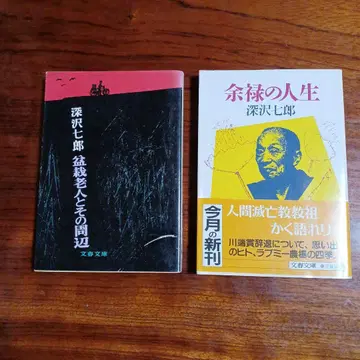 深沢七郎
盆栽老人とその周辺
文春文庫
余禄の人生
深沢七郎
今月の新刊
人間滅亡教教祖
かく語れり
川端賞辞退について、思い出
のヒト、ラブミー農場の四季
文春文庫